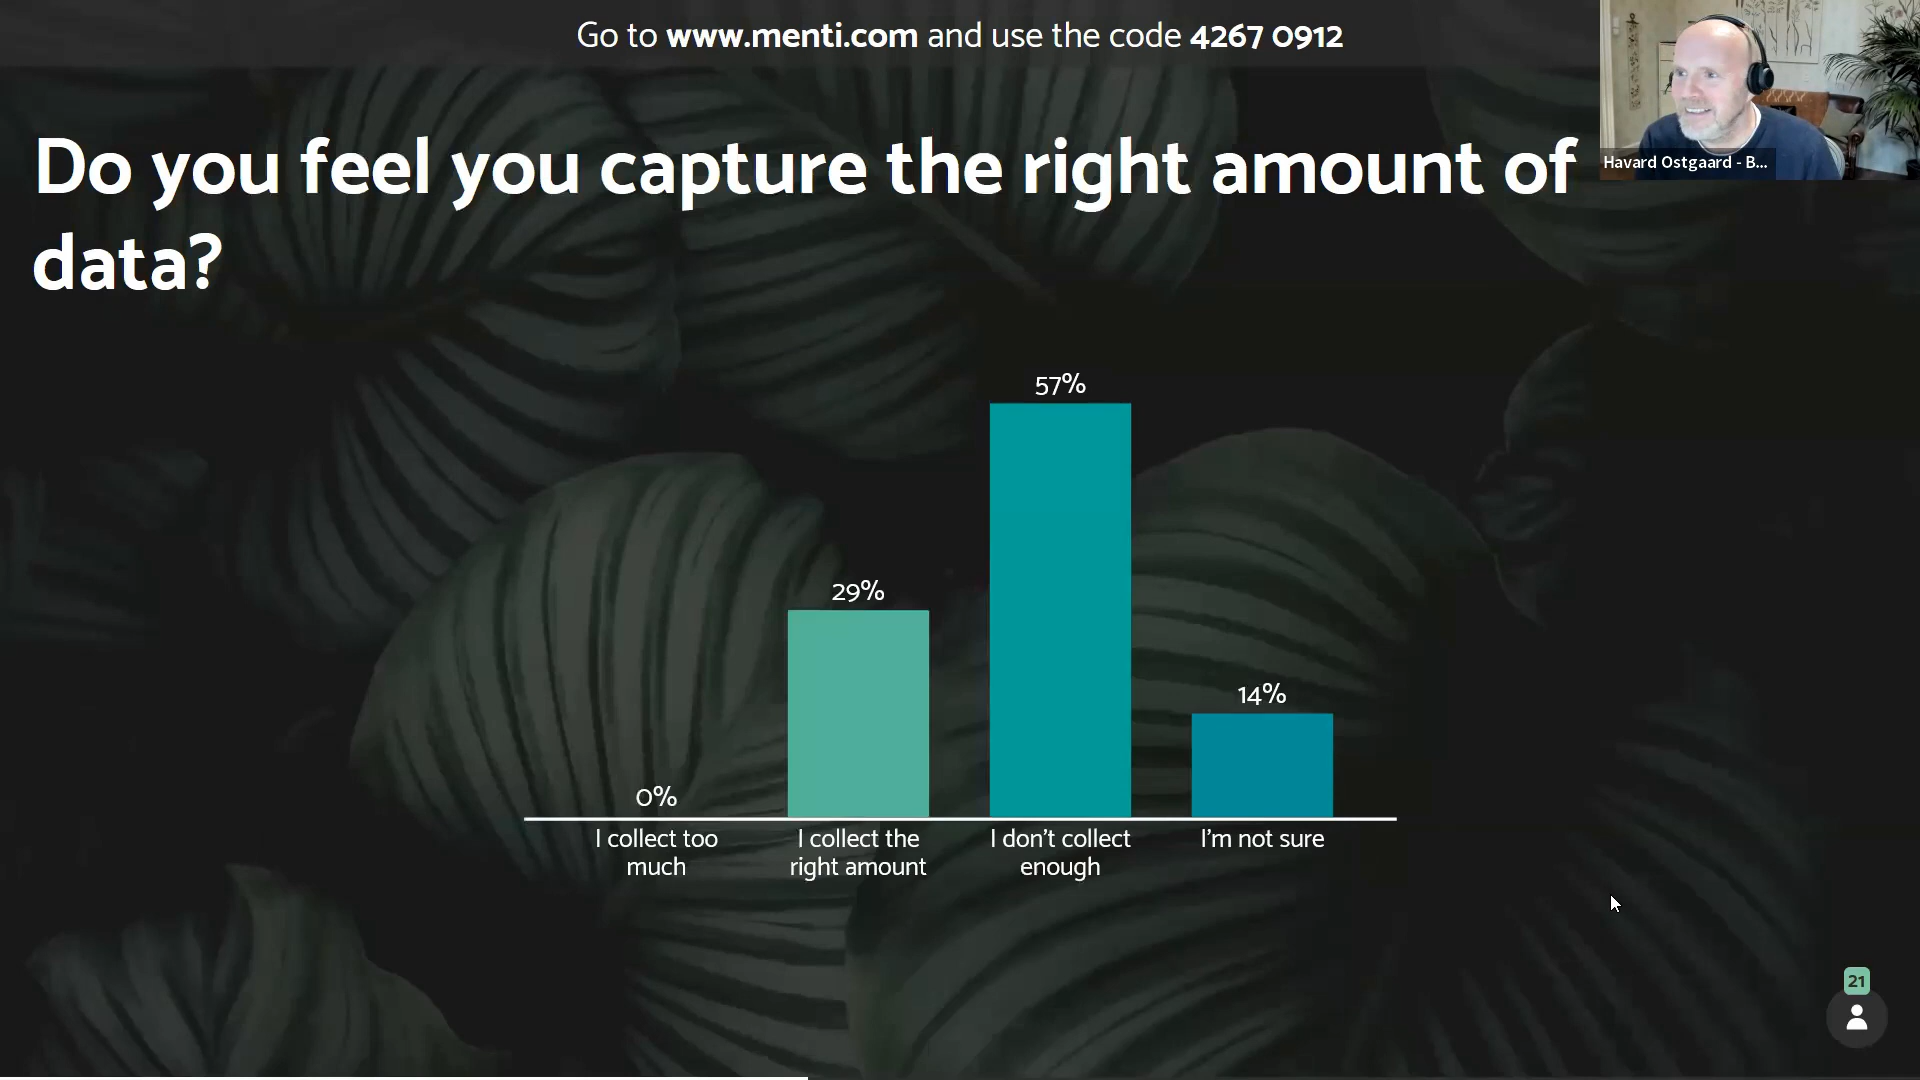 Go to www.menti.com and use the code 4267 0912
Havard Ostgaard - B...
Do you feel you capture the right amount of
data?
57%
29%
14%
0%
I collect too
much
I collect the
right amount
I don't collect
enough
I'm not sure
21